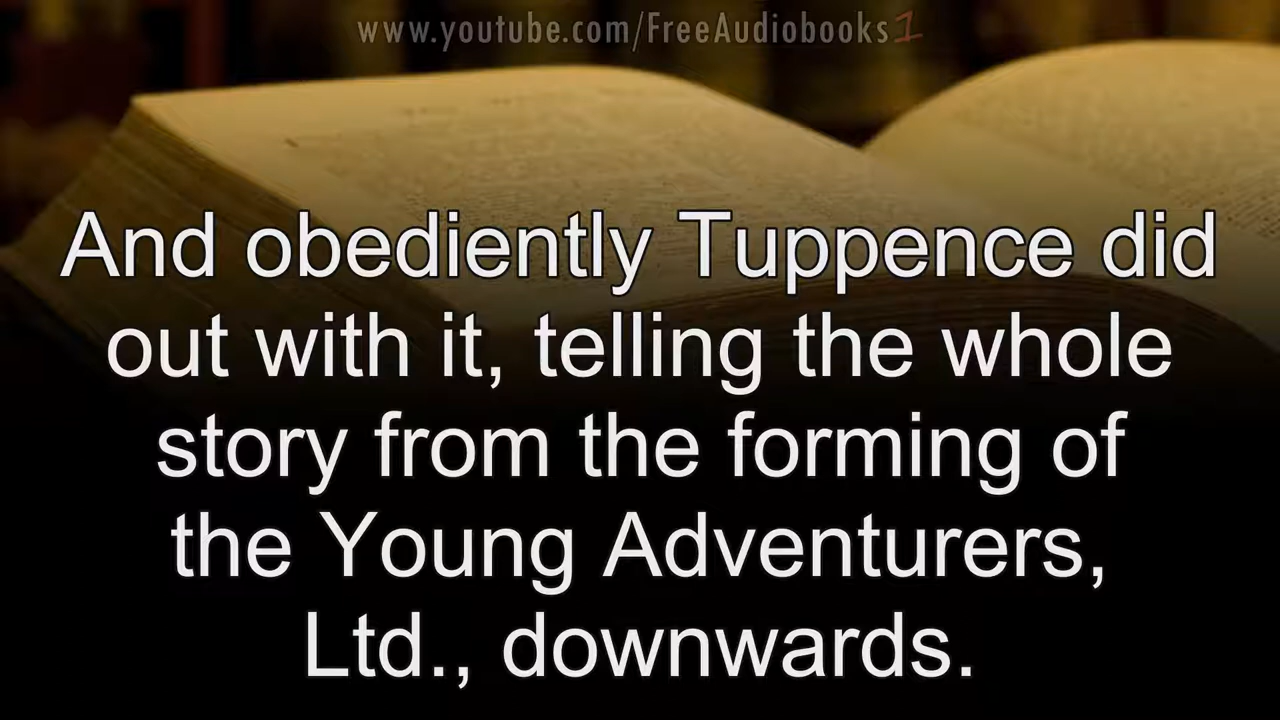 www.youtube.com/FreeAudiobooks1
And obediently Tuppence did
out with it, telling the whole
story from the forming of
the Young Adventurers,
Ltd., downwards.